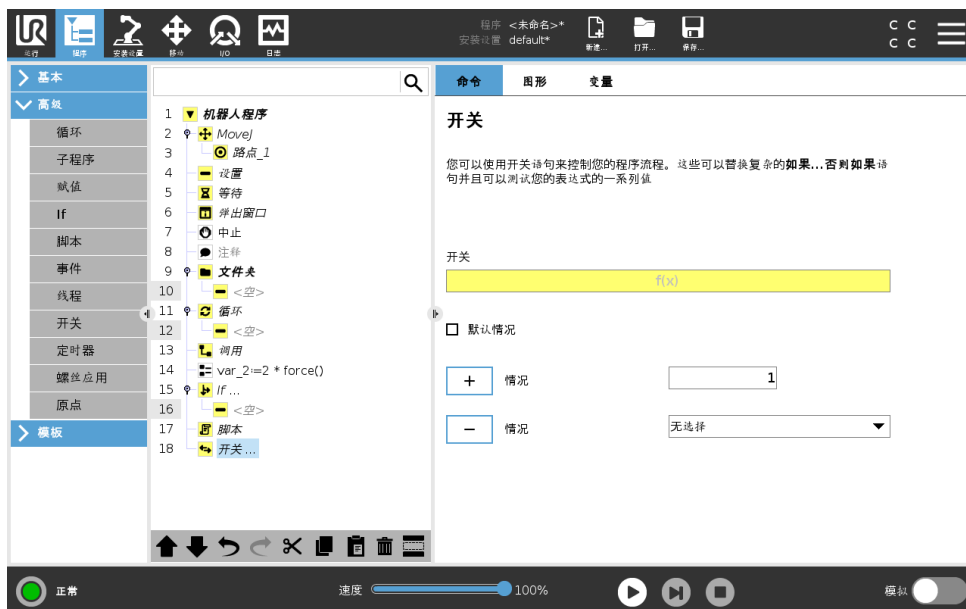 UR
运行
程序
安装设置
移动
I/O
日志
程序 <未命名>*
安装设置 default*
新建...
打开...
保存...
C C
C C
基本
高级
循环
子程序
赋值
If
脚本
事件
线程
开关
定时器
螺丝应用
原点
模板
1 机器人程序
2 MoveJ
3 路点_1
4 设置
5 等待
6 弹出窗口
7 中止
8 注释
9 文件夹
10 <空>
11 循环
12 <空>
13 调用
14 var_2:=2 * force()
15 If ...
16 <空>
17 脚本
18 开关 ...
命令 图形 变量
开关
您可以使用开关语句来控制您的程序流程。这些可以替换复杂的如果...否则如果语
句并且可以测试您的表达式的一系列值
开关
f(x)
默认情况
+ 情况 1
− 情况 无选择
正常
速度 100%
模拟